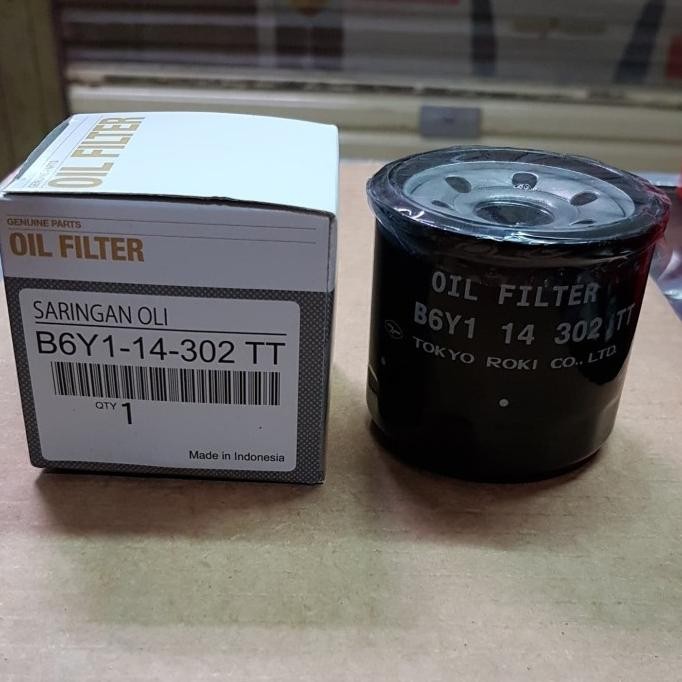 OIL FILTER
GENUINE PARTS
OIL FILTER
SARINGAN OLI
B6Y1-14-302 TT
QTY 1
Made in Indonesia
OIL FILTER
B6Y1 14 302 TT
TOKYO ROKI CO., LTD.